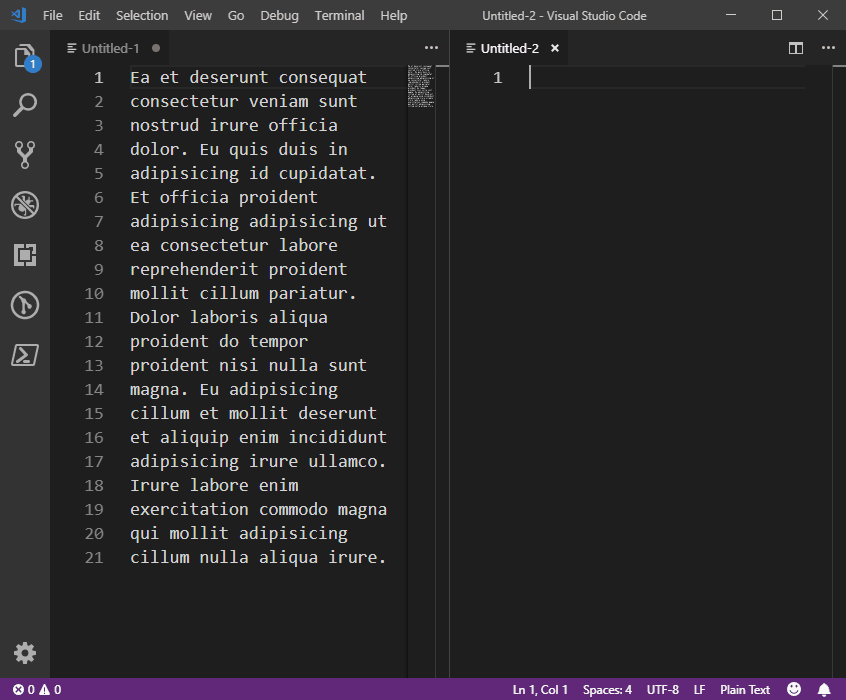 File Edit Selection View Go Debug Terminal Help Untitled-2 - Visual Studio Code
Untitled-1
Untitled-2
1
1 Ea et deserunt consequat
2 consectetur veniam sunt
3 nostrud irure officia
4 dolor. Eu quis duis in
5 adipisicing id cupidatat.
6 Et officia proident
7 adipisicing adipisicing ut
8 ea consectetur labore
9 reprehenderit proident
10 mollit cillum pariatur.
11 Dolor laboris aliqua
12 proident do tempor
13 proident nisi nulla sunt
14 magna. Eu adipisicing
15 cillum et mollit deserunt
16 et aliquip enim incididunt
17 adipisicing irure ullamco.
18 Irure labore enim
19 exercitation commodo magna
20 qui mollit adipisicing
21 cillum nulla aliqua irure.
1
0 0 Ln 1, Col 1 Spaces: 4 UTF-8 LF Plain Text